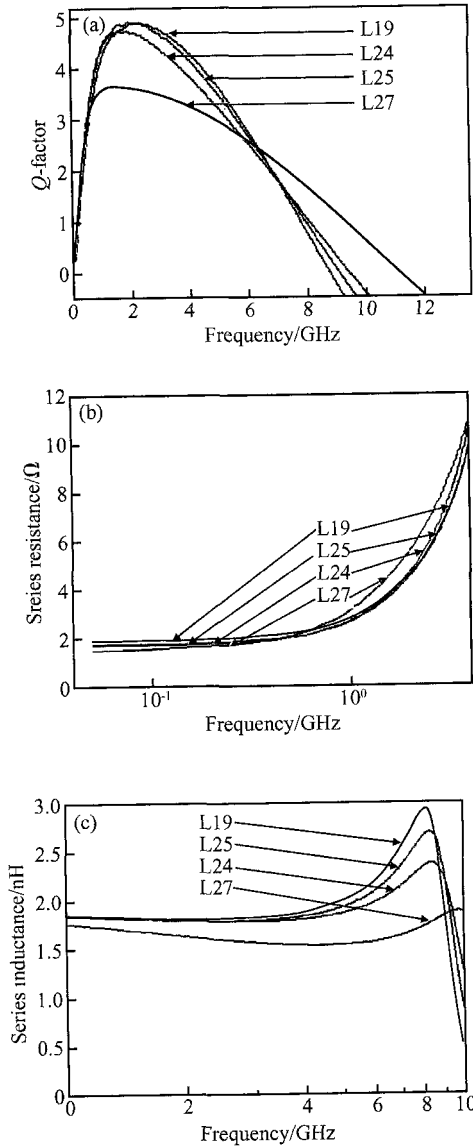 (a)
5
4
3
2
1
0
Q-factor
L19
L24
L25
L27
0 2 4 6 8 10 12
Frequency/GHz
(b)
12
10
8
6
4
2
0
Sreies resistance/Ω
L19
L25
L24
L27
10⁻¹ 10⁰
Frequency/GHz
(c)
3.0
2.5
2.0
1.5
1.0
0.5
0
Series inductance/nH
L19
L25
L24
L27
0 2 4 6 8 10
Frequency/GHz